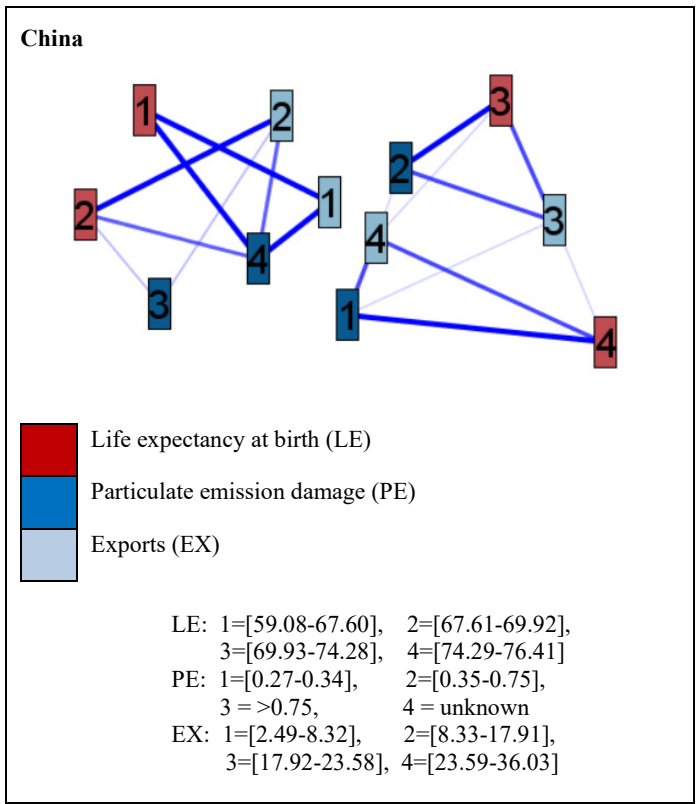 China
1
2
3
2
1
2
3
4
4
3
1
4
Life expectancy at birth (LE)
Particulate emission damage (PE)
Exports (EX)
LE: 1=[59.08-67.60], 2=[67.61-69.92],
3=[69.93-74.28], 4=[74.29-76.41]
PE: 1=[0.27-0.34], 2=[0.35-0.75],
3 = >0.75, 4 = unknown
EX: 1=[2.49-8.32], 2=[8.33-17.91],
3=[17.92-23.58], 4=[23.59-36.03]